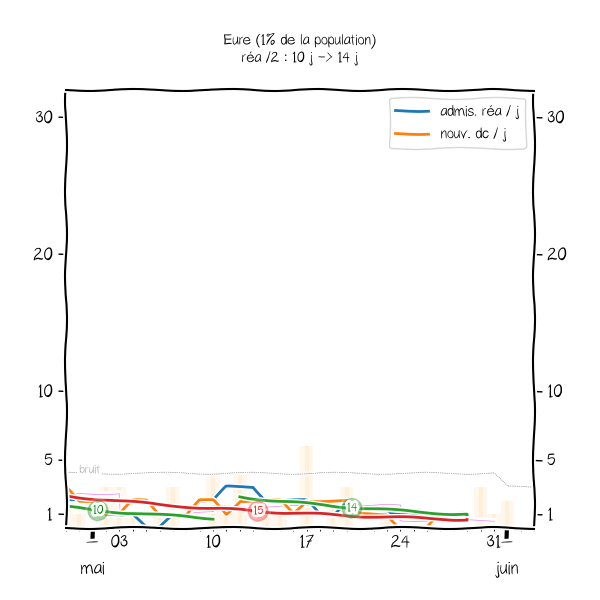 Eure (1% de la population)
réa /2 : 10 j -> 14 j
admis. réa / j
nouv. dc / j
30 30
20 20
10 10
5 5
1 1
bruit
10 15 14
03 10 17 24 31
mai juin